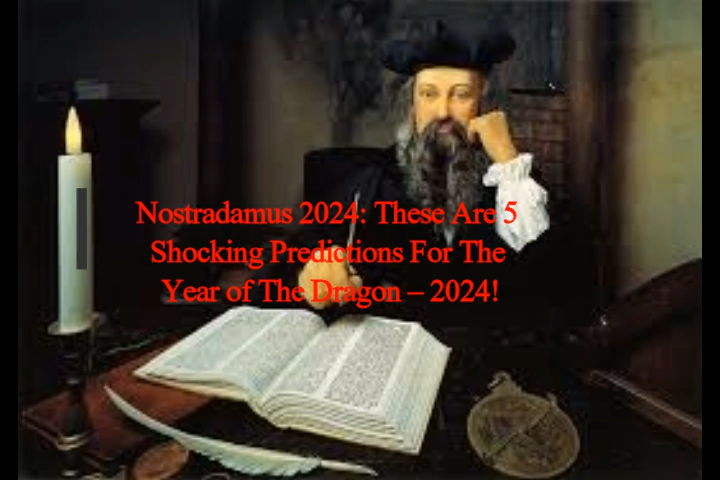 Nostradamus 2024: These Are 5
Shocking Predictions For The
Year of The Dragon – 2024!